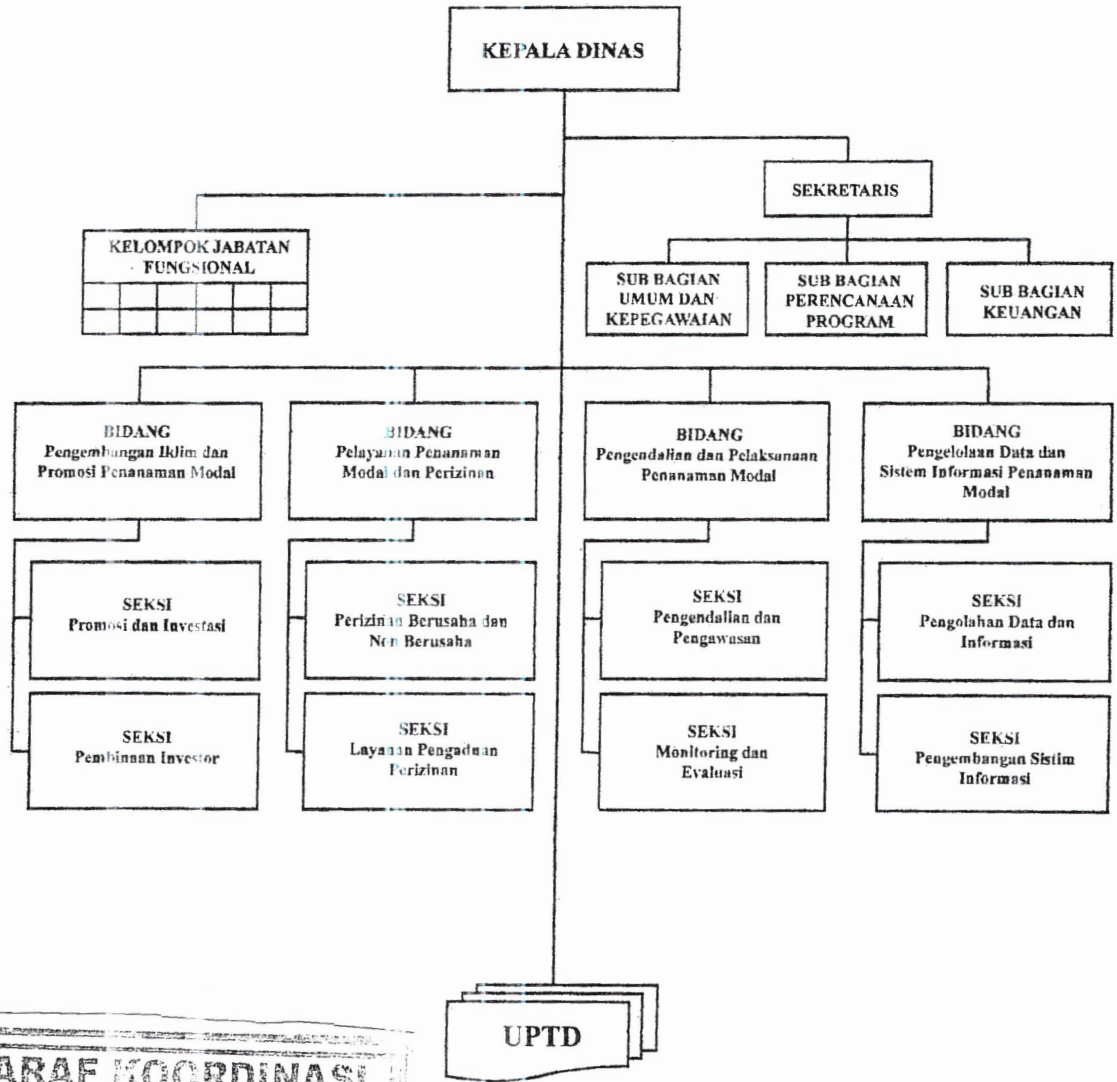 KEPALA DINAS
SEKRETARIS
KELOMPOK JABATAN
FUNGSIONAL
SUB BAGIAN
UMUM DAN
KEPEGAWAIAN
SUB BAGIAN
PERENCANAAN
PROGRAM
SUB BAGIAN
KEUANGAN
BIDANG
Pengembangan Iklim dan
Promosi Penanaman Modal
BIDANG
Pelayanan Penanaman
Modal dan Perizinan
BIDANG
Pengendalian dan Pelaksanaan
Penanaman Modal
BIDANG
Pengelolaan Data dan
Sistem Informasi Penanaman
Modal
SEKSI
Promosi dan Investasi
SEKSI
Perizinan Berusaha dan
Non Berusaha
SEKSI
Pengendalian dan
Pengawasan
SEKSI
Pengolahan Data dan
Informasi
SEKSI
Pembinaan Investor
SEKSI
Layanan Pengaduan
Perizinan
SEKSI
Monitoring dan
Evaluasi
SEKSI
Pengembangan Sistim
Informasi
UPTD
ARAF KOORDINASI